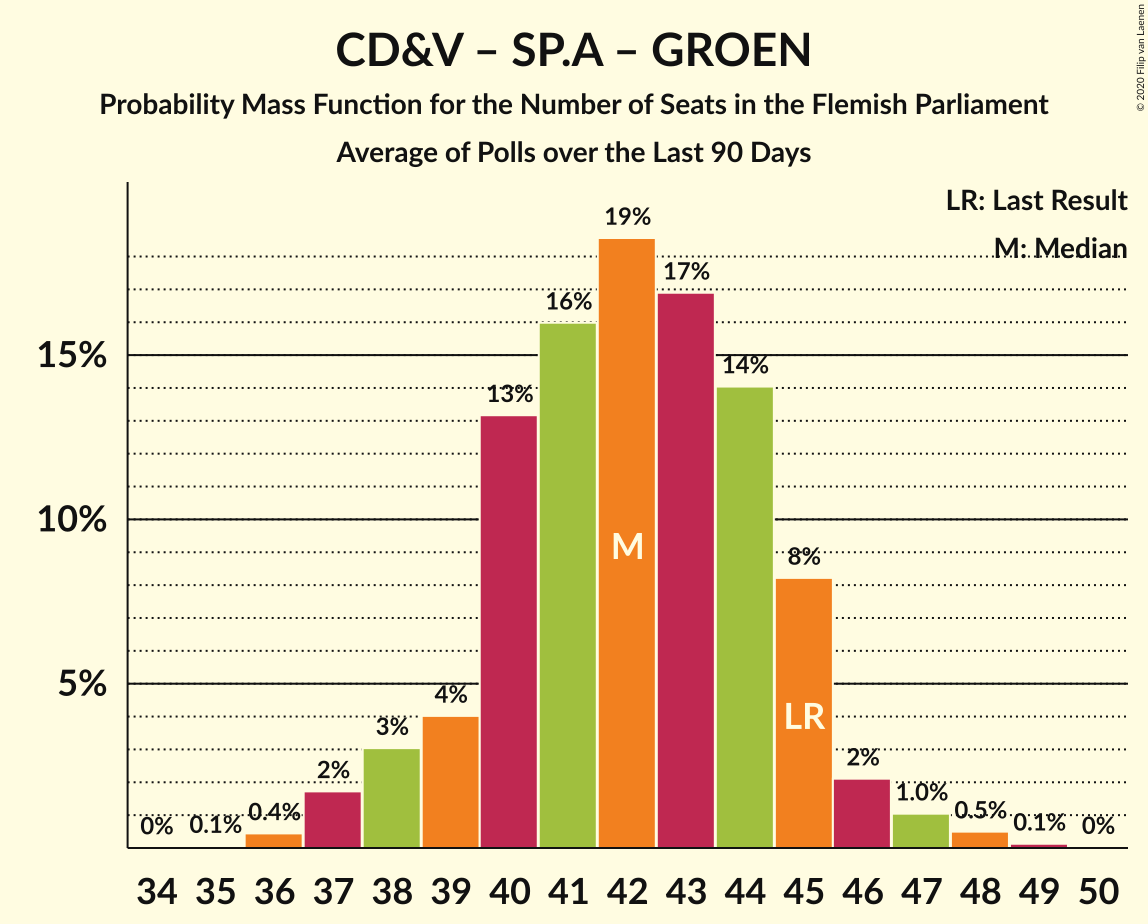 CD&V – SP.A – GROEN
Probability Mass Function for the Number of Seats in the Flemish Parliament
Average of Polls over the Last 90 Days
© 2020 Filip van Laenen
LR: Last Result
M: Median
15%
10%
5%
0%
0.1%
0.4%
2%
3%
4%
13%
16%
19%
17%
14%
8%
2%
1.0%
0.5%
0.1%
0%
M
LR
34 35 36 37 38 39 40 41 42 43 44 45 46 47 48 49 50